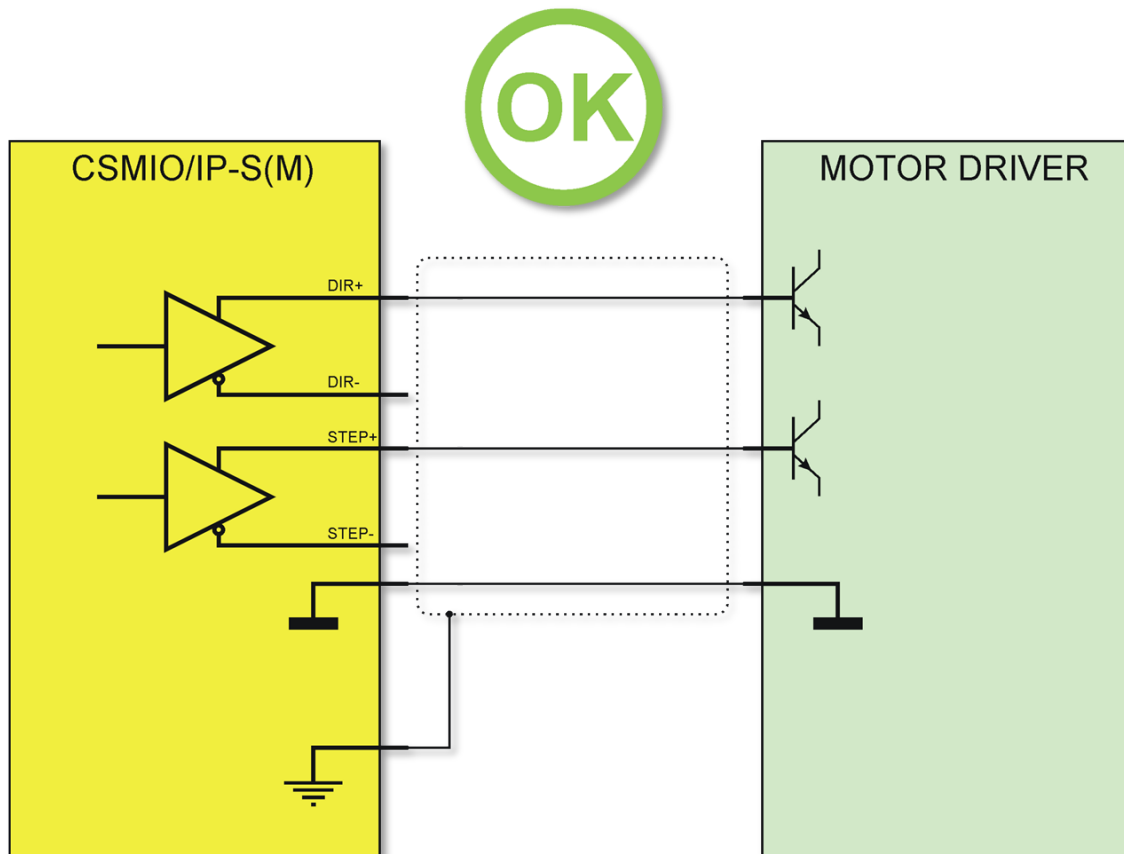 OK
CSMIO/IP-S(M)
MOTOR DRIVER
DIR+
DIR-
STEP+
STEP-